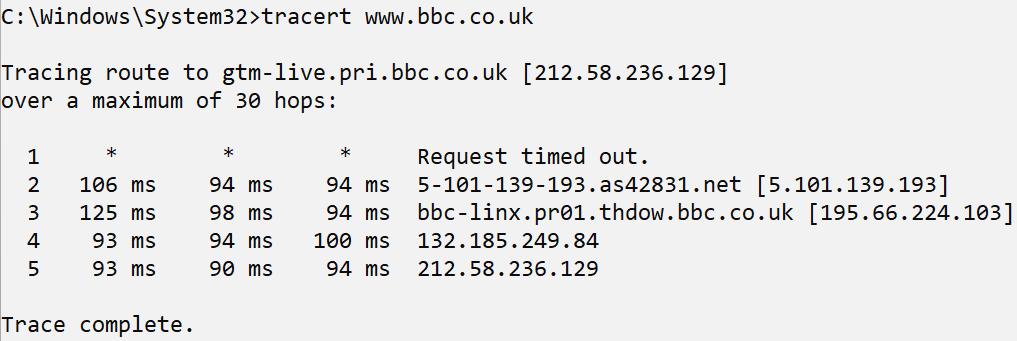 C:\Windows\System32>tracert www.bbc.co.uk
Tracing route to gtm-live.pri.bbc.co.uk [212.58.236.129]
over a maximum of 30 hops:
1 * * * Request timed out.
2 106 ms 94 ms 94 ms 5-101-139-193.as42831.net [5.101.139.193]
3 125 ms 98 ms 94 ms bbc-linx.pr01.thdow.bbc.co.uk [195.66.224.103]
4 93 ms 94 ms 100 ms 132.185.249.84
5 93 ms 90 ms 94 ms 212.58.236.129
Trace complete.